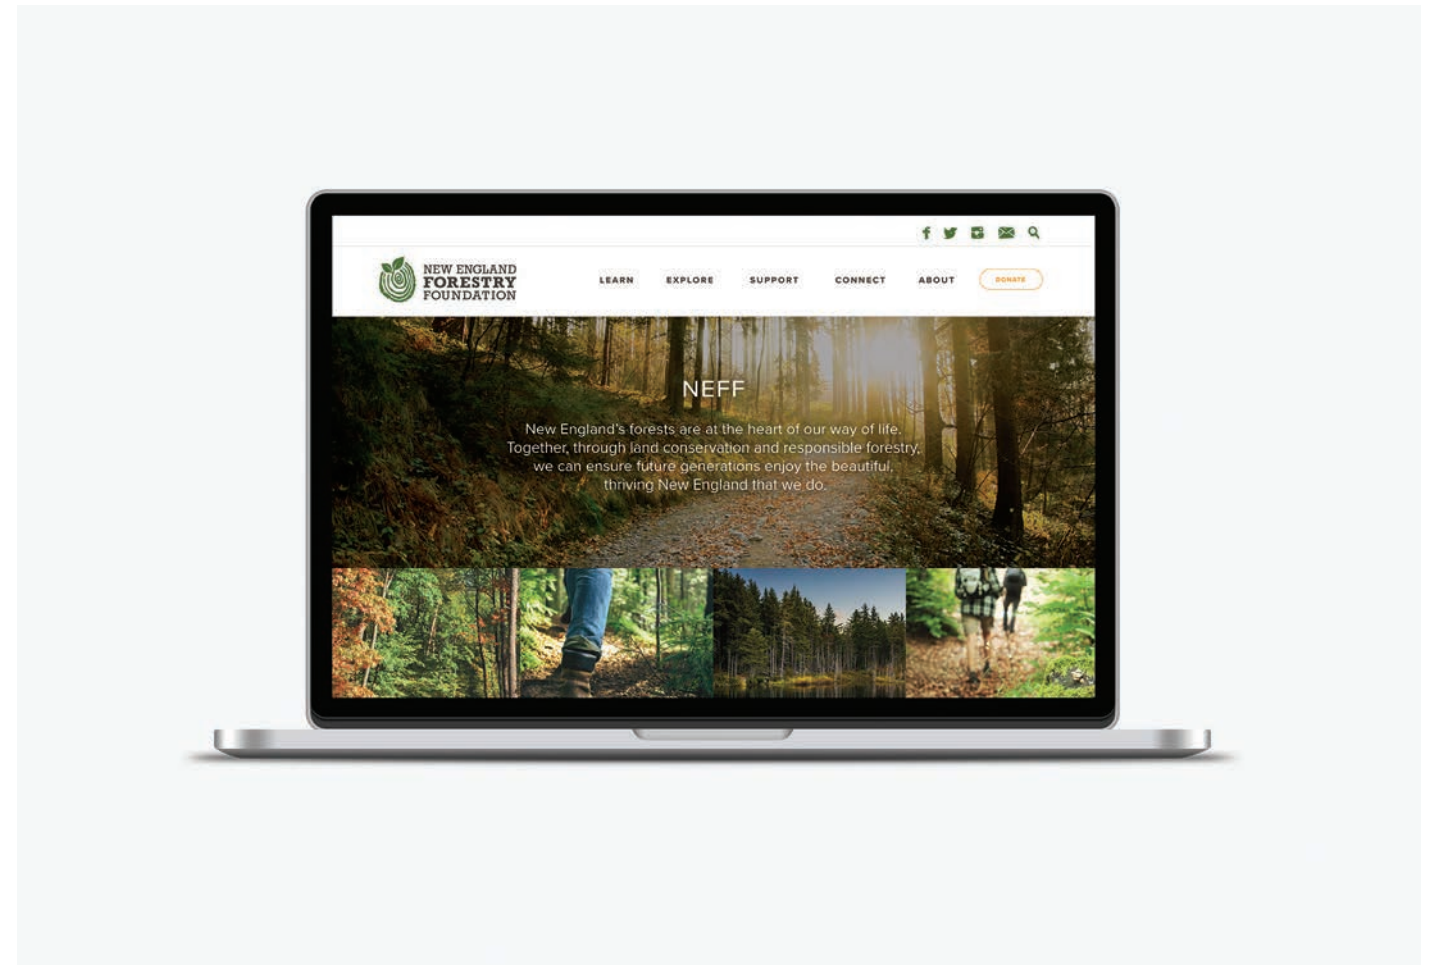 NEW ENGLAND
FORESTRY
FOUNDATION
LEARN EXPLORE SUPPORT CONNECT ABOUT DONATE
NEFF
New England's forests are at the heart of our way of life.
Together, through land conservation and responsible forestry,
we can ensure future generations enjoy the beautiful,
thriving New England that we do.